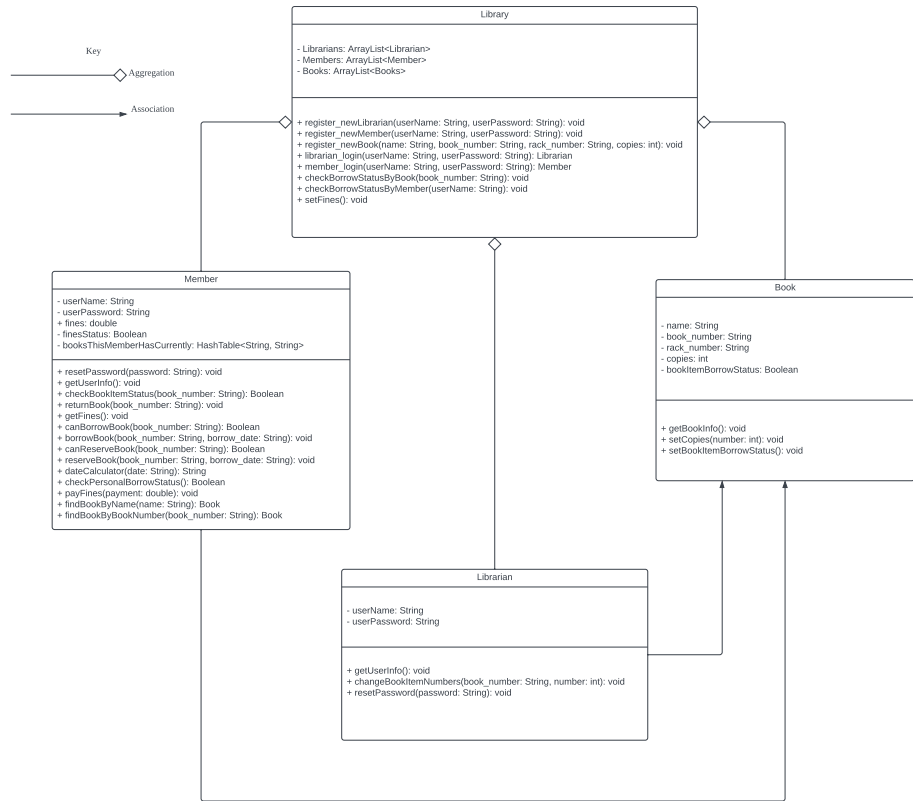 Library
Key
Aggregation
Association
- Librarians: ArrayList<Librarian>
- Members: ArrayList<Member>
- Books: ArrayList<Books>
+ register_newLibrarian(userName: String, userPassword: String): void
+ register_newMember(userName: String, userPassword: String): void
+ register_newBook(name: String, book_number: String, rack_number: String, copies: int): void
+ librarian_login(userName: String, userPassword: String): Librarian
+ member_login(userName: String, userPassword: String): Member
+ checkBorrowStatusByBook(book_number: String): void
+ checkBorrowStatusByMember(userName: String): void
+ setFines(): void
Member
- userName: String
- userPassword: String
+ fines: double
- finesStatus: Boolean
- booksThisMemberHasCurrently: HashTable<String, String>
+ resetPassword(password: String): void
+ getUserInfo(): void
+ checkBookItemStatus(book_number: String): Boolean
+ returnBook(book_number: String): void
+ getFines(): void
+ canBorrowBook(book_number: String): Boolean
+ borrowBook(book_number: String, borrow_date: String): void
+ canReserveBook(book_number: String): Boolean
+ reserveBook(book_number: String, borrow_date: String): void
+ dateCalculator(date: String): String
+ checkPersonalBorrowStatus(): Boolean
+ payFines(payment: double): void
+ findBookByName(name: String): Book
+ findBookByBookNumber(book_number: String): Book
Book
- name: String
- book_number: String
- rack_number: String
- copies: int
- bookItemBorrowStatus: Boolean
+ getBookInfo(): void
+ setCopies(number: int): void
+ setBookItemBorrowStatus(): void
Librarian
- userName: String
- userPassword: String
+ getUserInfo(): void
+ changeBookItemNumbers(book_number: String, number: int): void
+ resetPassword(password: String): void